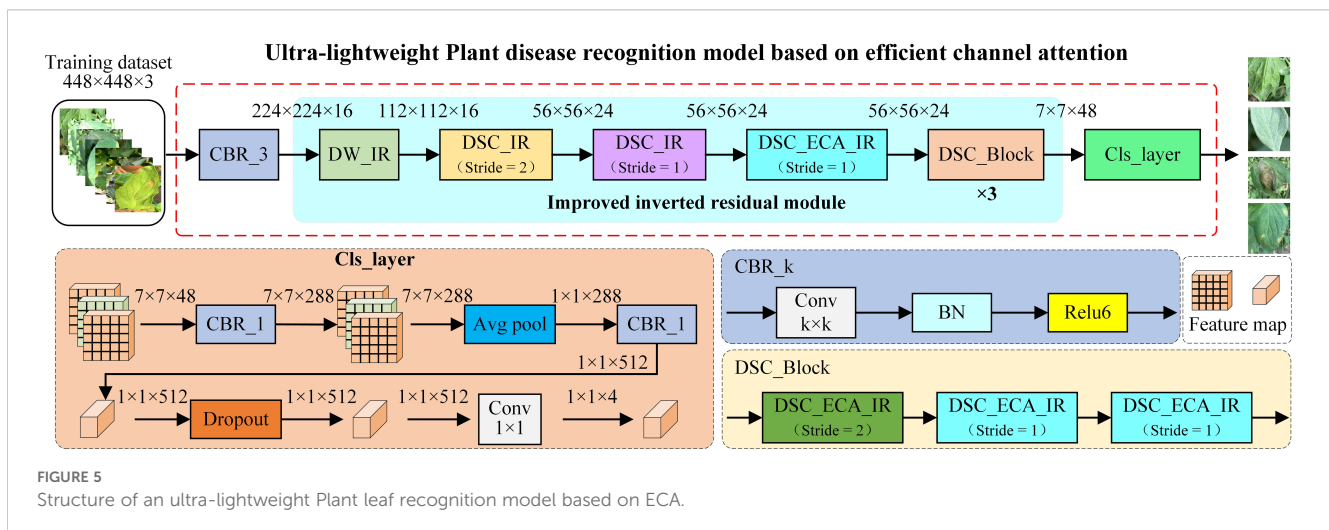 Ultra-lightweight Plant disease recognition model based on efficient channel attention
Training dataset
448×448×3
224×224×16
112×112×16
56×56×24
56×56×24
56×56×24
7×7×48
CBR_3
DW_IR
DSC_IR
(Stride = 2)
DSC_IR
(Stride = 1)
DSC_ECA_IR
(Stride = 1)
DSC_Block
×3
Cls_layer
Improved inverted residual module
Cls_layer
7×7×48
CBR_1
7×7×288
7×7×288
Avg pool
1×1×288
CBR_1
1×1×512
1×1×512
Dropout
1×1×512
1×1×512
Conv
1×1
1×1×4
CBR_k
Conv
k×k
BN
Relu6
Feature map
DSC_Block
DSC_ECA_IR
(Stride = 2)
DSC_ECA_IR
(Stride = 1)
DSC_ECA_IR
(Stride = 1)
FIGURE 5
Structure of an ultra-lightweight Plant leaf recognition model based on ECA.